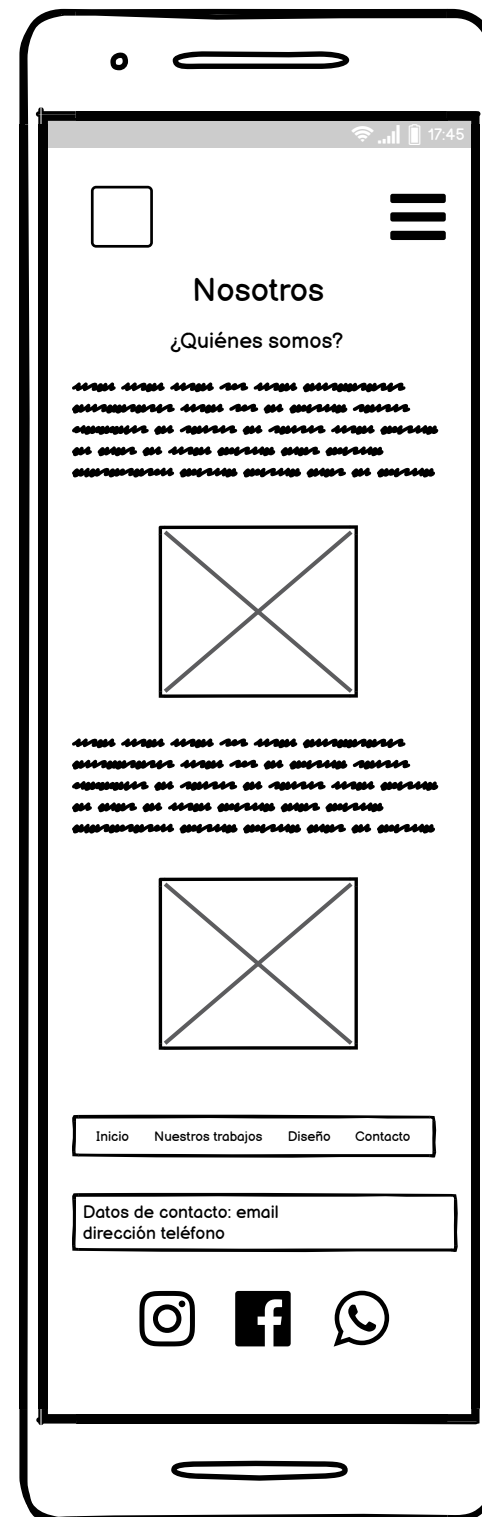 17:45
Nosotros
¿Quiénes somos?
Inicio Nuestros trabajos Diseño Contacto
Datos de contacto: email
dirección teléfono